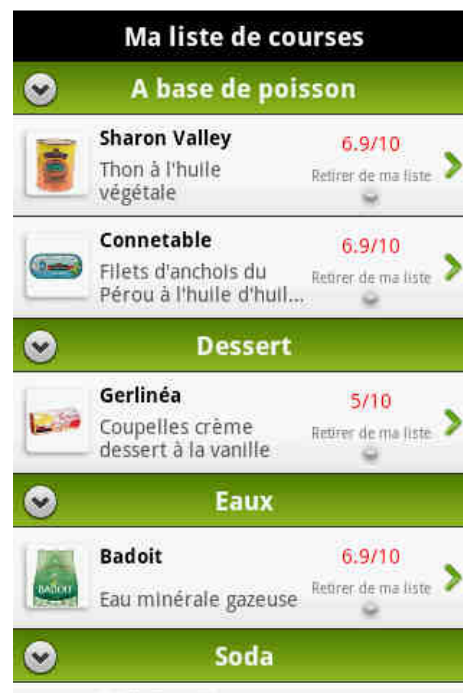 Ma liste de courses
A base de poisson
Sharon Valley
6.9/10
Thon à l'huile
végétale
Retirer de ma liste
Connetable
6.9/10
Filets d'anchois du
Pérou à l'huile d'huil...
Retirer de ma liste
Dessert
Gerlinéa
5/10
Coupelles crème
dessert à la vanille
Retirer de ma liste
Eaux
Badoit
6.9/10
BADOIT
Eau minérale gazeuse
Retirer de ma liste
Soda